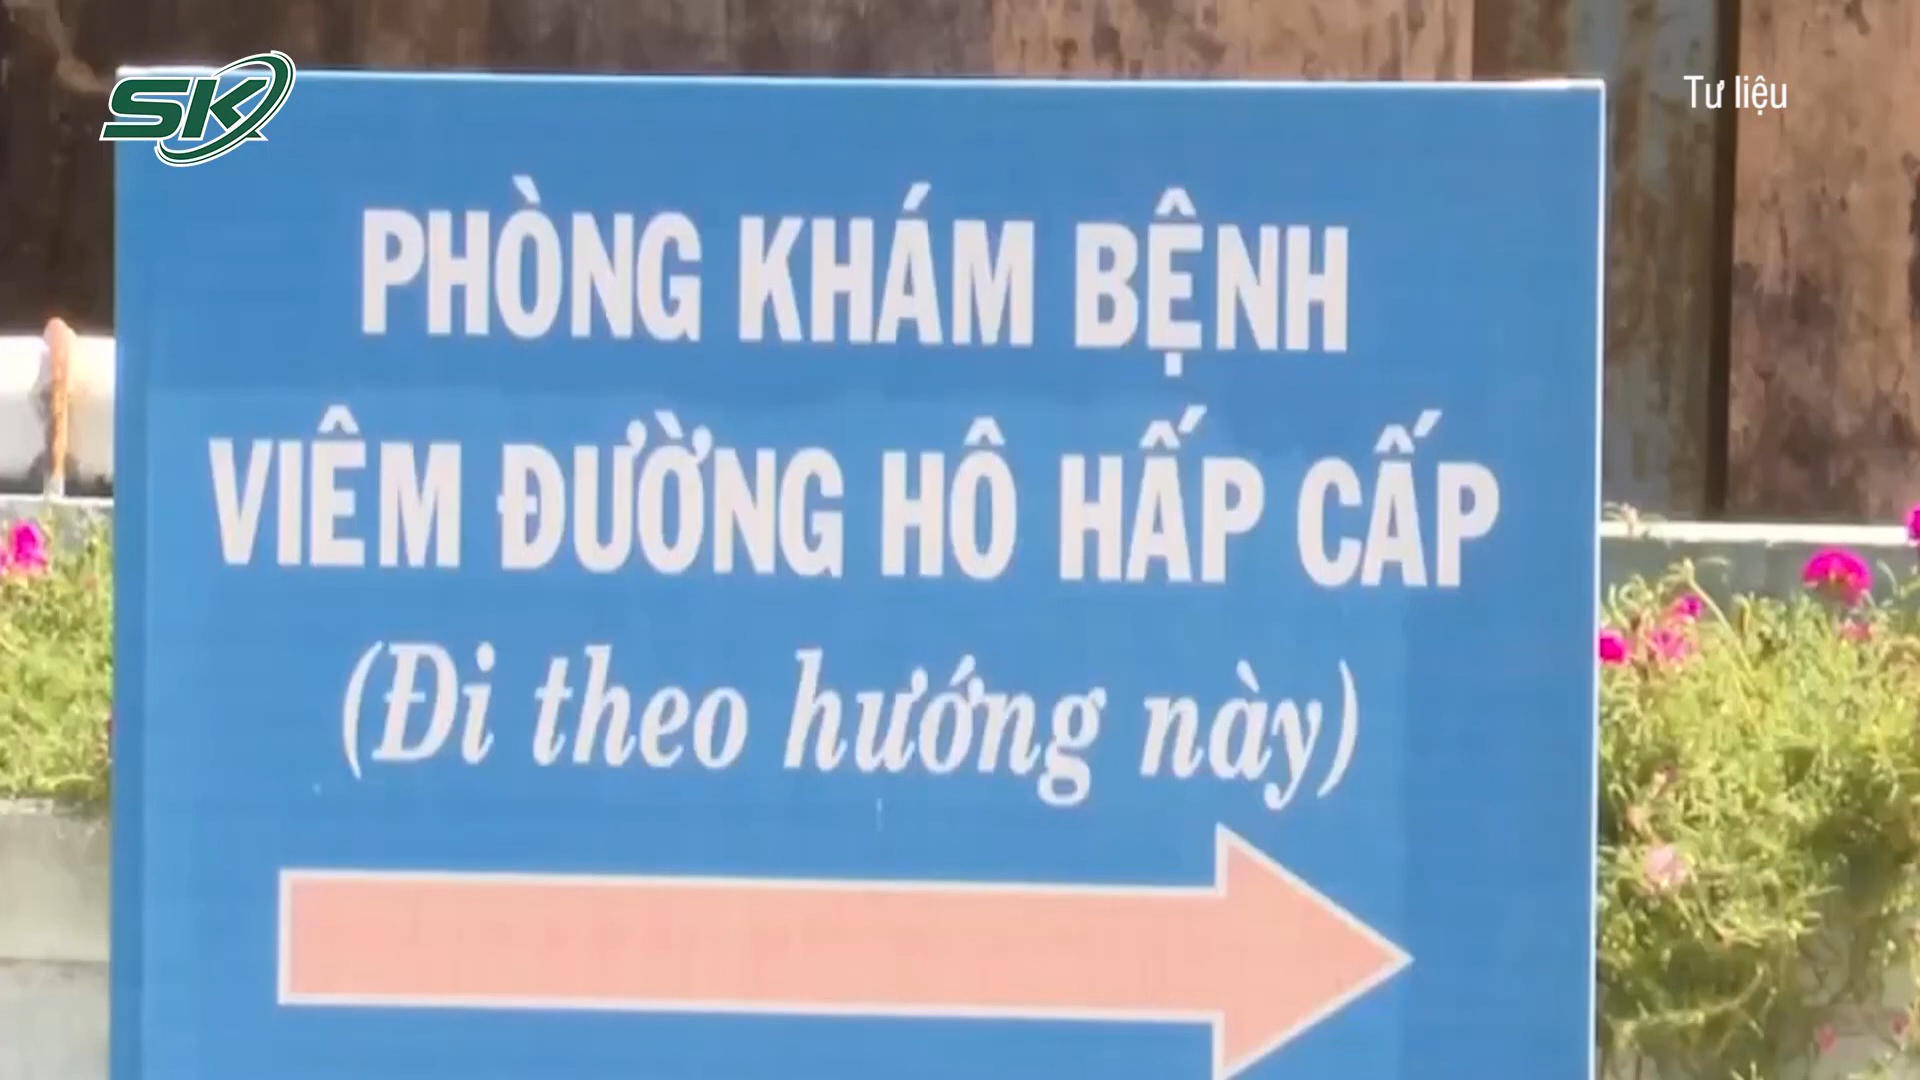 SK
Tư liệu
PHÒNG KHÁM BỆNH
VIÊM ĐƯỜNG HÔ HẤP CẤP
(Đi theo hướng này)